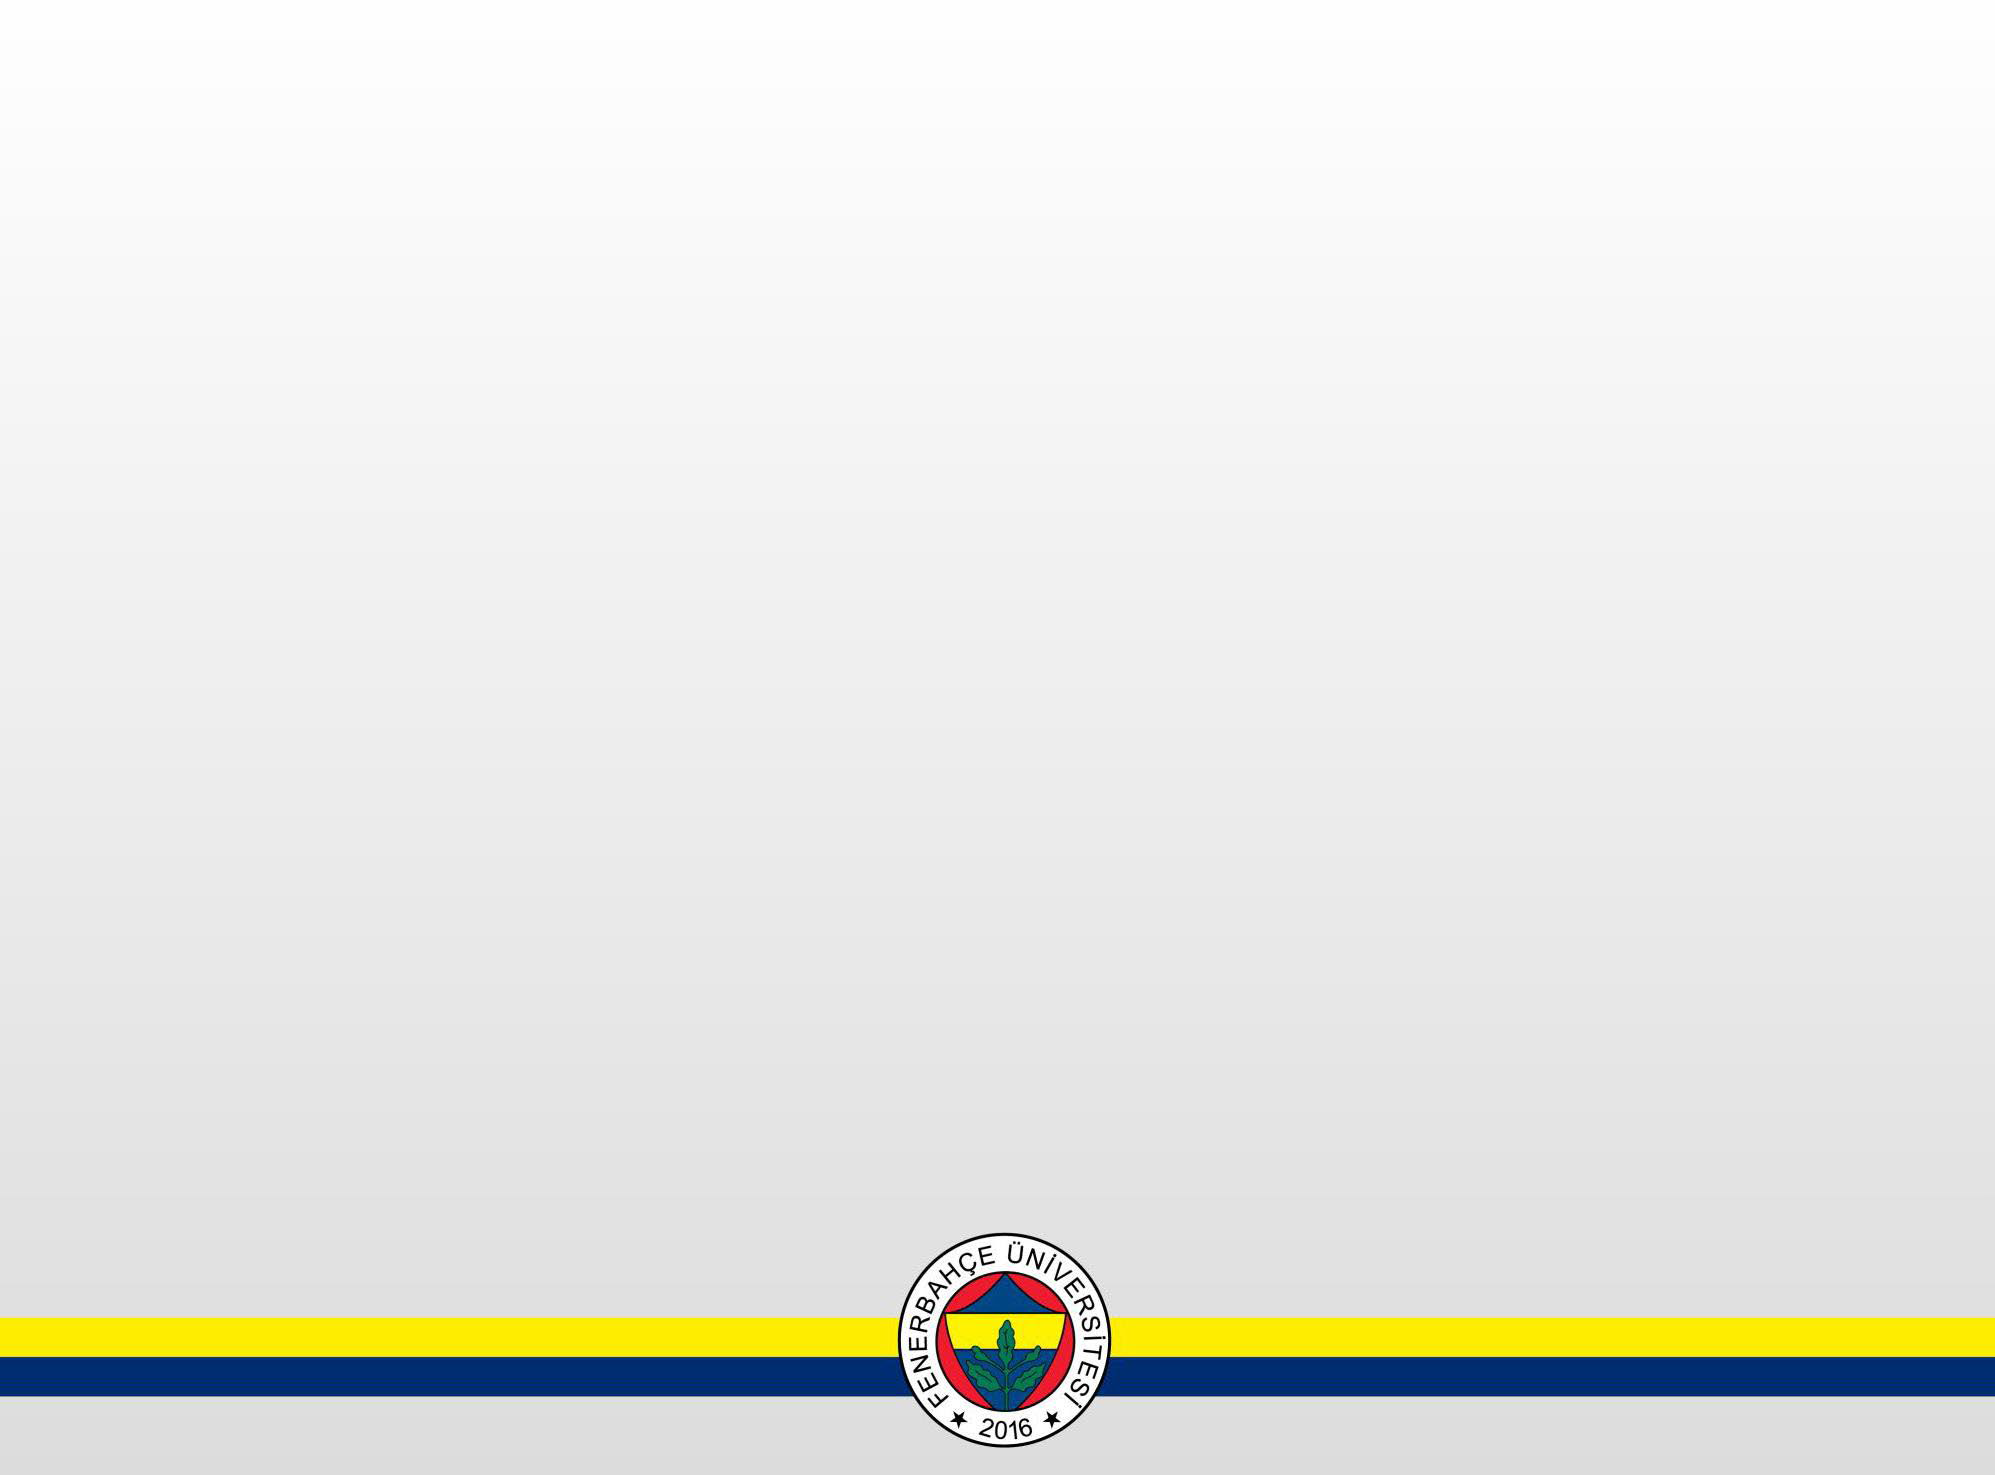 FENERBAHÇE ÜNİVERSİTESİ
★ 2016 ★